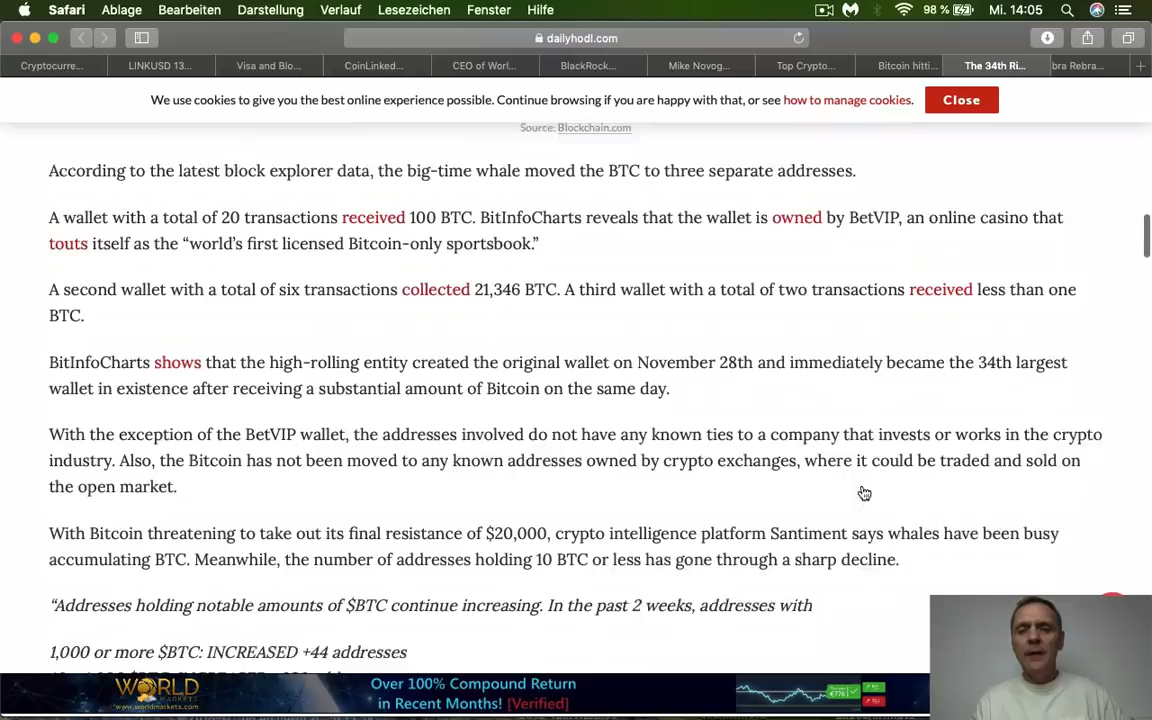 Safari Ablage Bearbeiten Darstellung Verlauf Lesezeichen Fenster Hilfe 98 % Mi. 14:05
dailyhodl.com
Cryptocurre... LINKUSD 13... Visa and Blo... CoinLinked... CEO of Worl... BlackRock... Mike Novog... Top Crypto... Bitcoin hitti... The 34th Ri... bra Rebra...
We use cookies to give you the best online experience possible. Continue browsing if you are happy with that, or see how to manage cookies. Close
Source: Blockchain.com
According to the latest block explorer data, the big-time whale moved the BTC to three separate addresses.
A wallet with a total of 20 transactions received 100 BTC. BitInfoCharts reveals that the wallet is owned by BetVIP, an online casino that
touts itself as the “world’s first licensed Bitcoin-only sportsbook.”
A second wallet with a total of six transactions collected 21,346 BTC. A third wallet with a total of two transactions received less than one
BTC.
BitInfoCharts shows that the high-rolling entity created the original wallet on November 28th and immediately became the 34th largest
wallet in existence after receiving a substantial amount of Bitcoin on the same day.
With the exception of the BetVIP wallet, the addresses involved do not have any known ties to a company that invests or works in the crypto
industry. Also, the Bitcoin has not been moved to any known addresses owned by crypto exchanges, where it could be traded and sold on
the open market.
With Bitcoin threatening to take out its final resistance of $20,000, crypto intelligence platform Santiment says whales have been busy
accumulating BTC. Meanwhile, the number of addresses holding 10 BTC or less has gone through a sharp decline.
“Addresses holding notable amounts of $BTC continue increasing. In the past 2 weeks, addresses with
1,000 or more $BTC: INCREASED +44 addresses
WORLD
MARKETS
www.worldmarkets.com
Over 100% Compound Return
in Recent Months! [Verified]